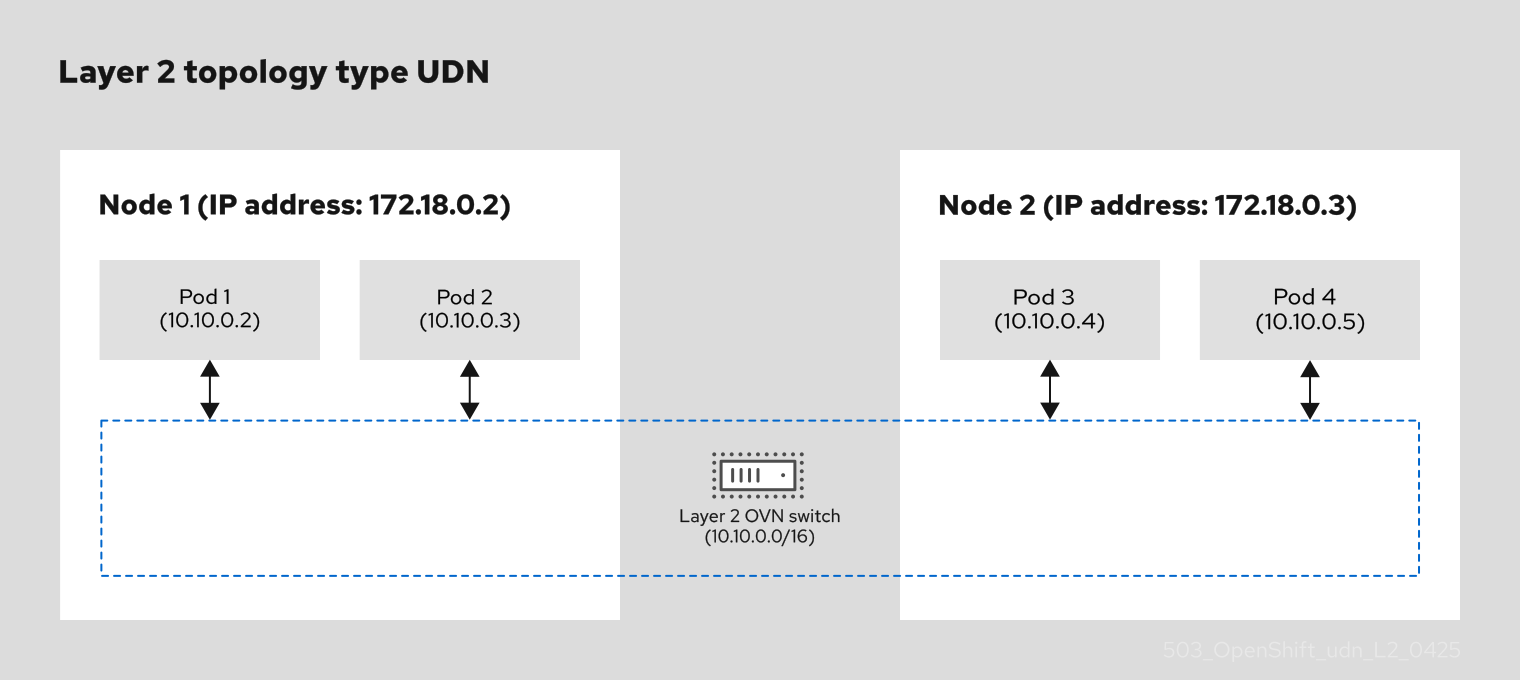 Layer 2 topology type UDN
Node 1 (IP address: 172.18.0.2)
Pod 1
(10.10.0.2)
Pod 2
(10.10.0.3)
Node 2 (IP address: 172.18.0.3)
Pod 3
(10.10.0.4)
Pod 4
(10.10.0.5)
Layer 2 OVN switch
(10.10.0.0/16)
503_OpenShift_udn_L2_0425